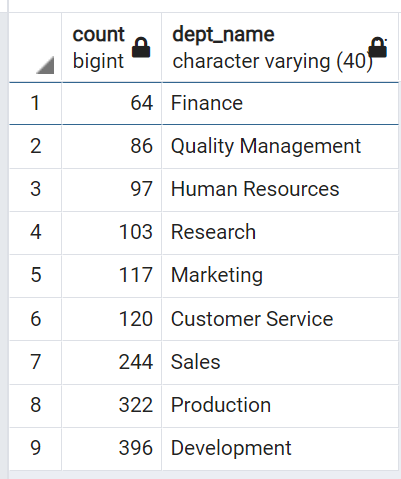 count dept_name
bigint character varying (40)
1 64 Finance
2 86 Quality Management
3 97 Human Resources
4 103 Research
5 117 Marketing
6 120 Customer Service
7 244 Sales
8 322 Production
9 396 Development